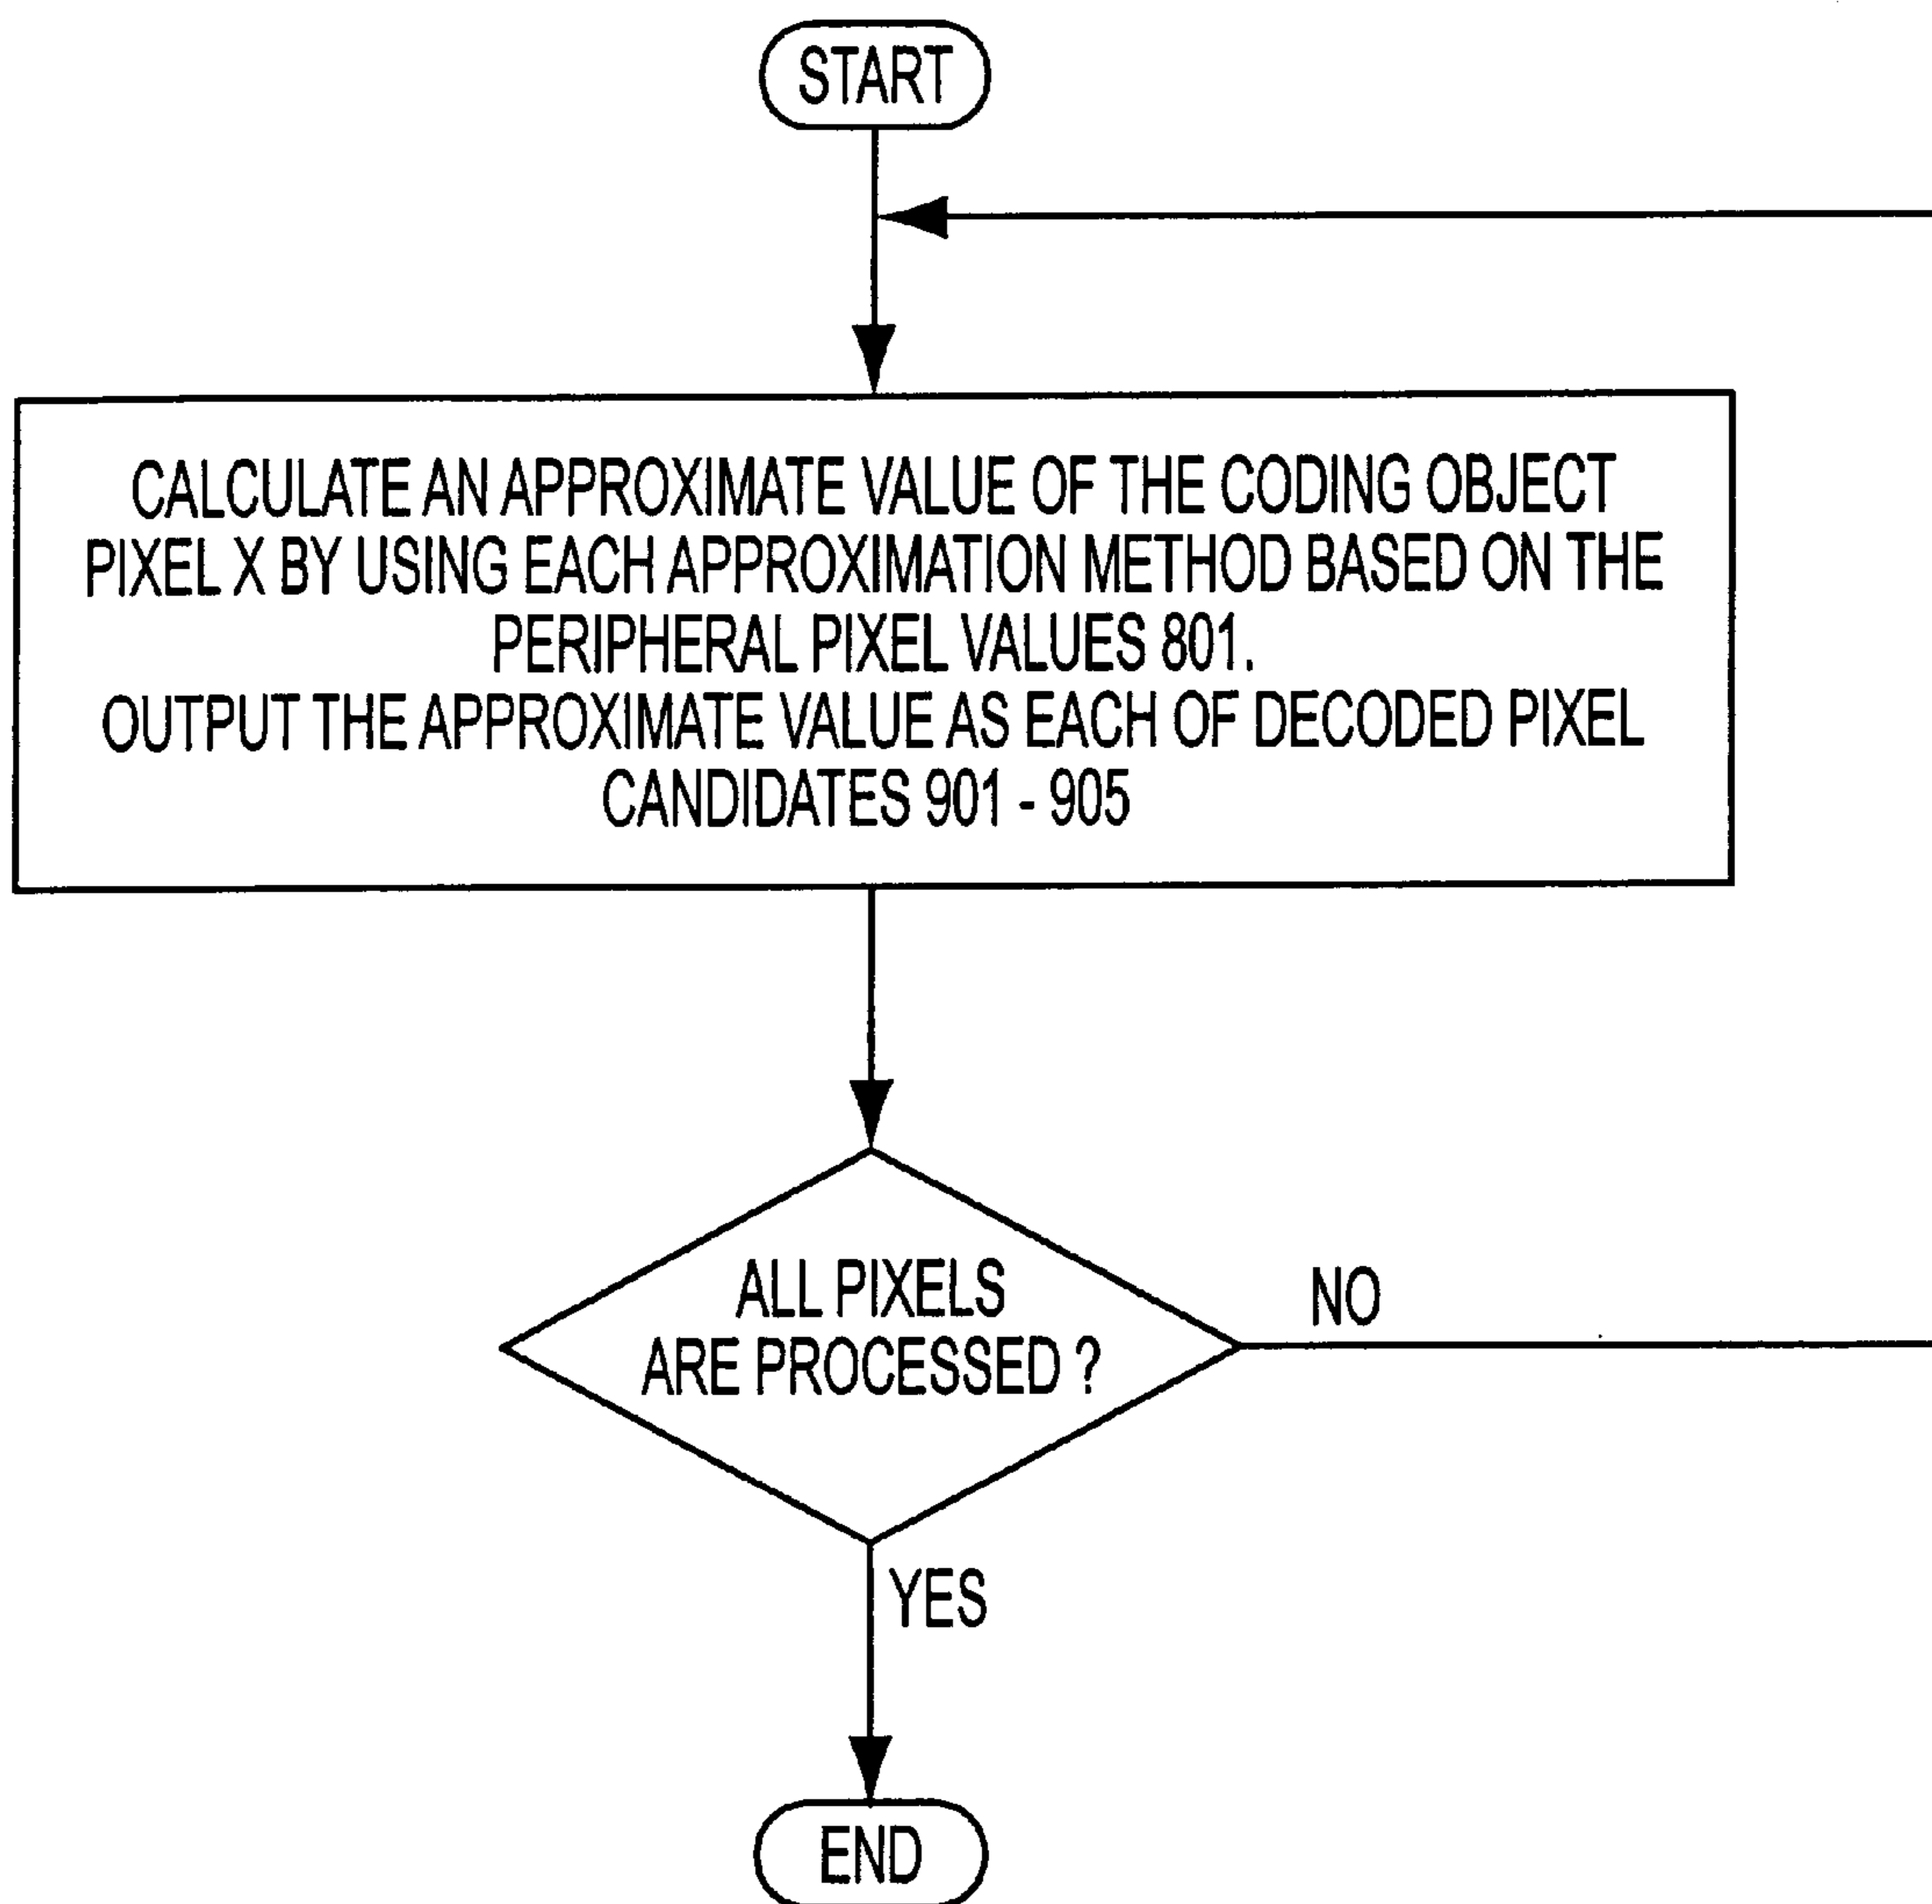 START
CALCULATE AN APPROXIMATE VALUE OF THE CODING OBJECT
PIXEL X BY USING EACH APPROXIMATION METHOD BASED ON THE
PERIPHERAL PIXEL VALUES 801.
OUTPUT THE APPROXIMATE VALUE AS EACH OF DECODED PIXEL
CANDIDATES 901 - 905
ALL PIXELS
ARE PROCESSED ?
NO
YES
END